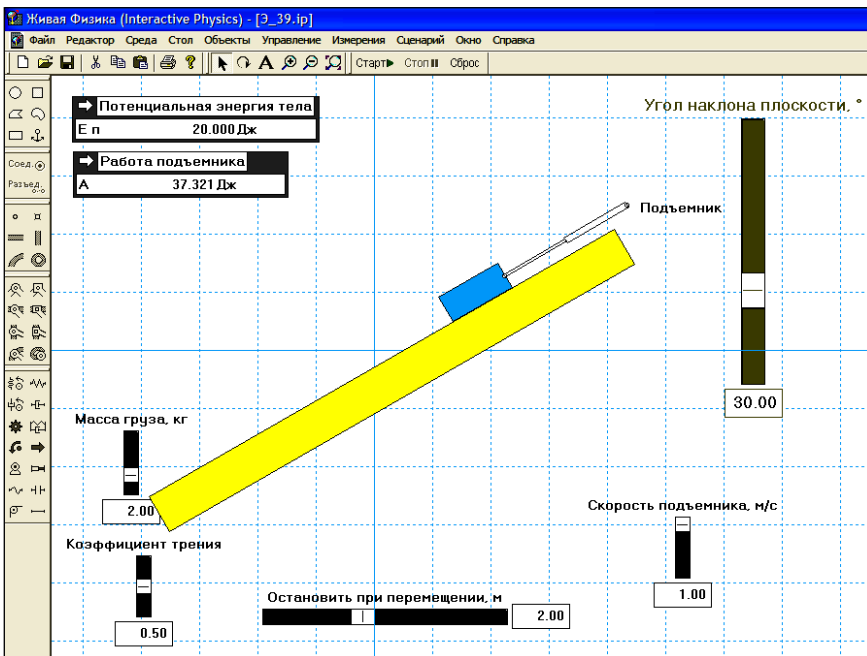 Живая Физика (Interactive Physics) - [Э_39.ip]
Файл Редактор Среда Стол Объекты Управление Измерения Сценарий Окно Справка
Старт Стоп Сброс
Соед.
Разъед.
Потенциальная энергия тела
Е п 20.000 Дж
Работа подъемника
А 37.321 Дж
Угол наклона плоскости, °
30.00
Подъемник
Масса груза, кг
2.00
Коэффициент трения
0.50
Остановить при перемещении, м
2.00
Скорость подъемника, м/с
1.00